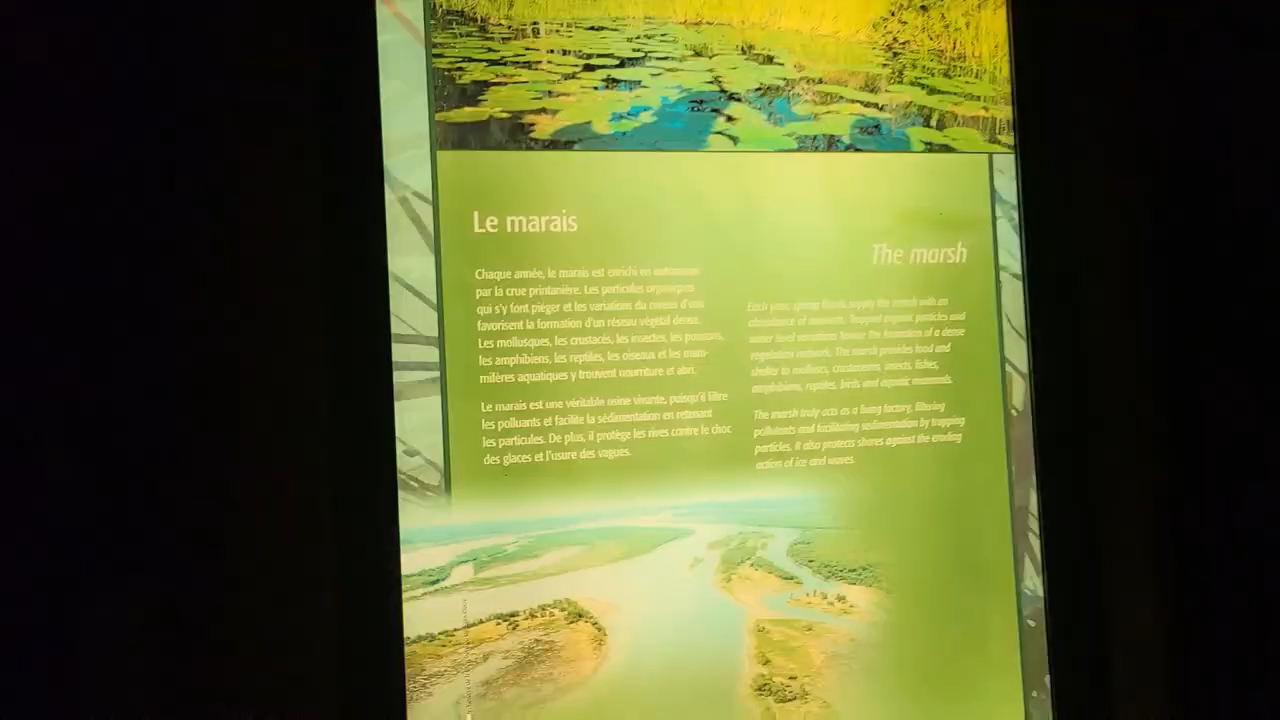 Le marais
Chaque année, le marais est enrichi en
par la crue printanière. Les particules organiques
qui s'y font piéger et les variations du niveau d'eau
favorisent la formation d'un réseau végétal dense.
Les mollusques, les crustacés, les insectes, les poissons,
les amphibiens, les reptiles, les oiseaux et les mam-
mifères aquatiques y trouvent nourriture et abri.
Le marais est une véritable usine vivante, puisqu'il filtre
les polluants et facilite la sédimentation en retenant
les particules. De plus, il protège les rives contre le choc
des glaces et l'usure des vagues.
The marsh
Each year, spring floods supply the marsh with an
abundance of nutrients. Trapped organic particles and
water level variations favour the formation of a dense
vegetation network. The marsh provides food and
shelter to molluscs, crustaceans, insects, fishes,
amphibians, reptiles, birds and aquatic mammals.
The marsh truly acts as a living factory, filtering
pollutants and facilitating sedimentation by trapping
particles. It also protects shores against the eroding
action of ice and waves.